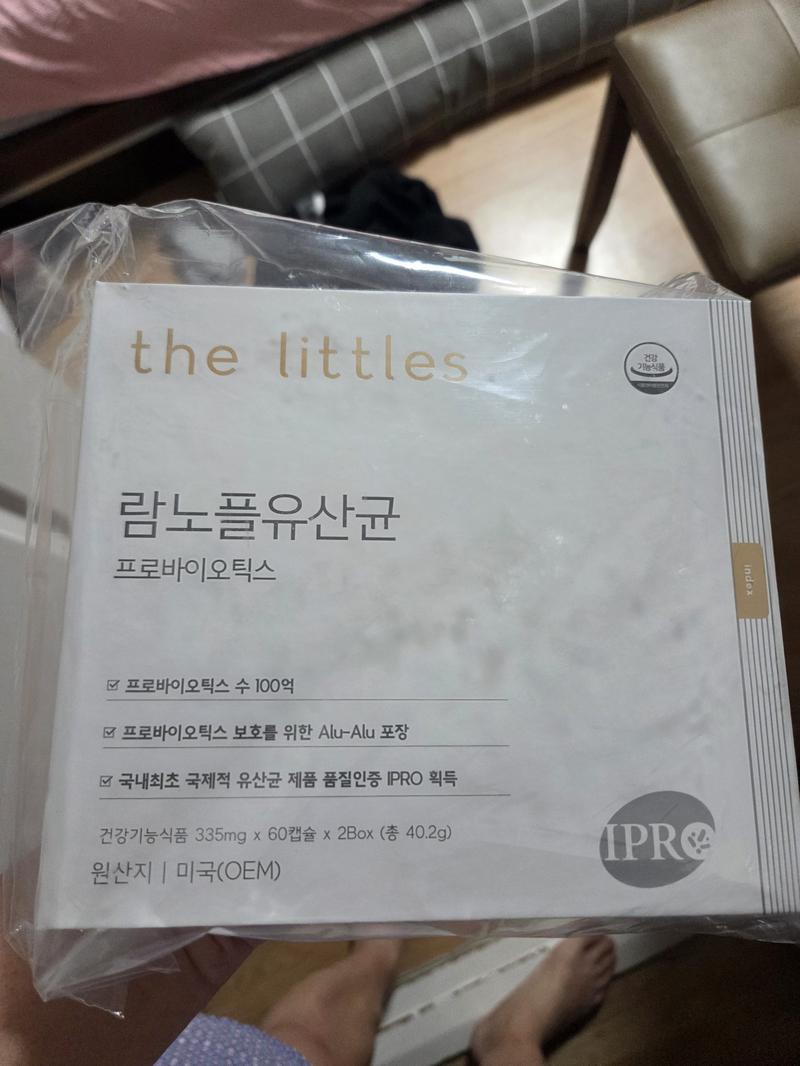 the littles
건강
기능식품
람노플유산균
프로바이오틱스
index
☑ 프로바이오틱스 수 100억
☑ 프로바이오틱스 보호를 위한 Alu-Alu 포장
☑ 국내최초 국제적 유산균 제품 품질인증 IPRO 획득
건강기능식품 335mg x 60캡슐 x 2Box (총 40.2g)
원산지 | 미국(OEM)
IPRO